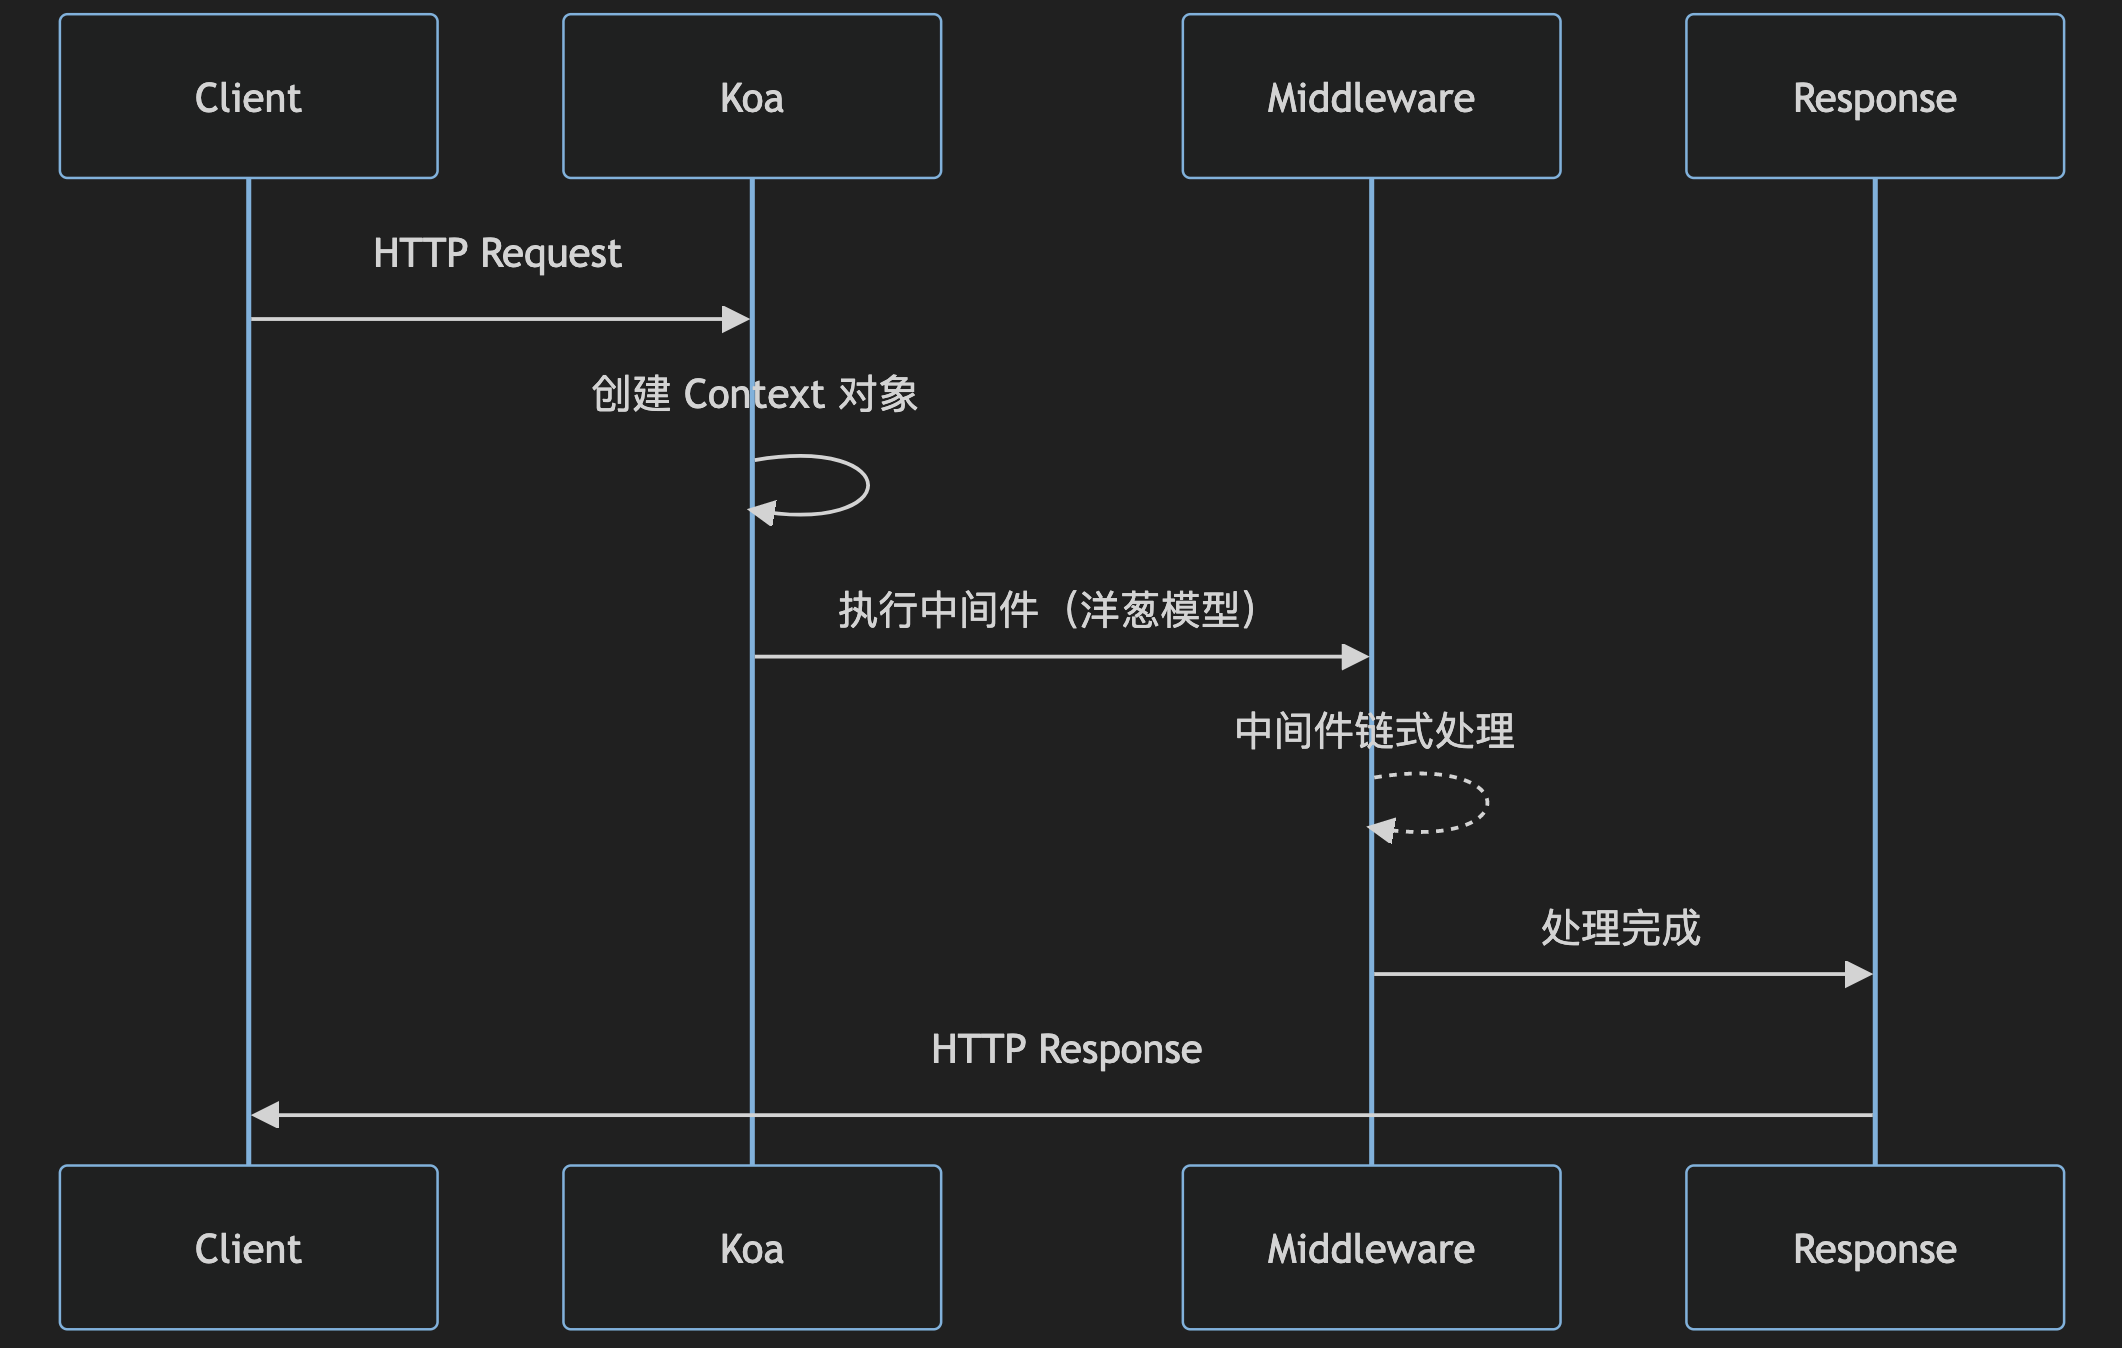 Client
Koa
Middleware
Response
HTTP Request
创建 Context 对象
执行中间件（洋葱模型）
中间件链式处理
处理完成
HTTP Response
Client
Koa
Middleware
Response